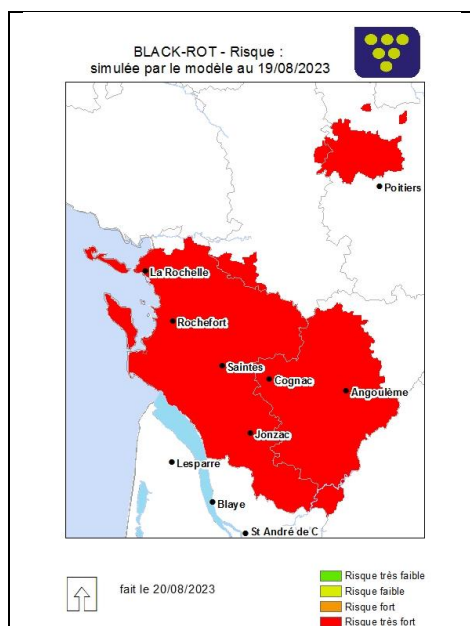 BLACK-ROT - Risque :
simulée par le modèle au 19/08/2023
Poitiers
La Rochelle
Rochefort
Saintes
Cognac
Angoulème
Jonzac
Lesparre
Blaye
St André de C
fait le 20/08/2023
Risque très faible
Risque faible
Risque fort
Risque très fort